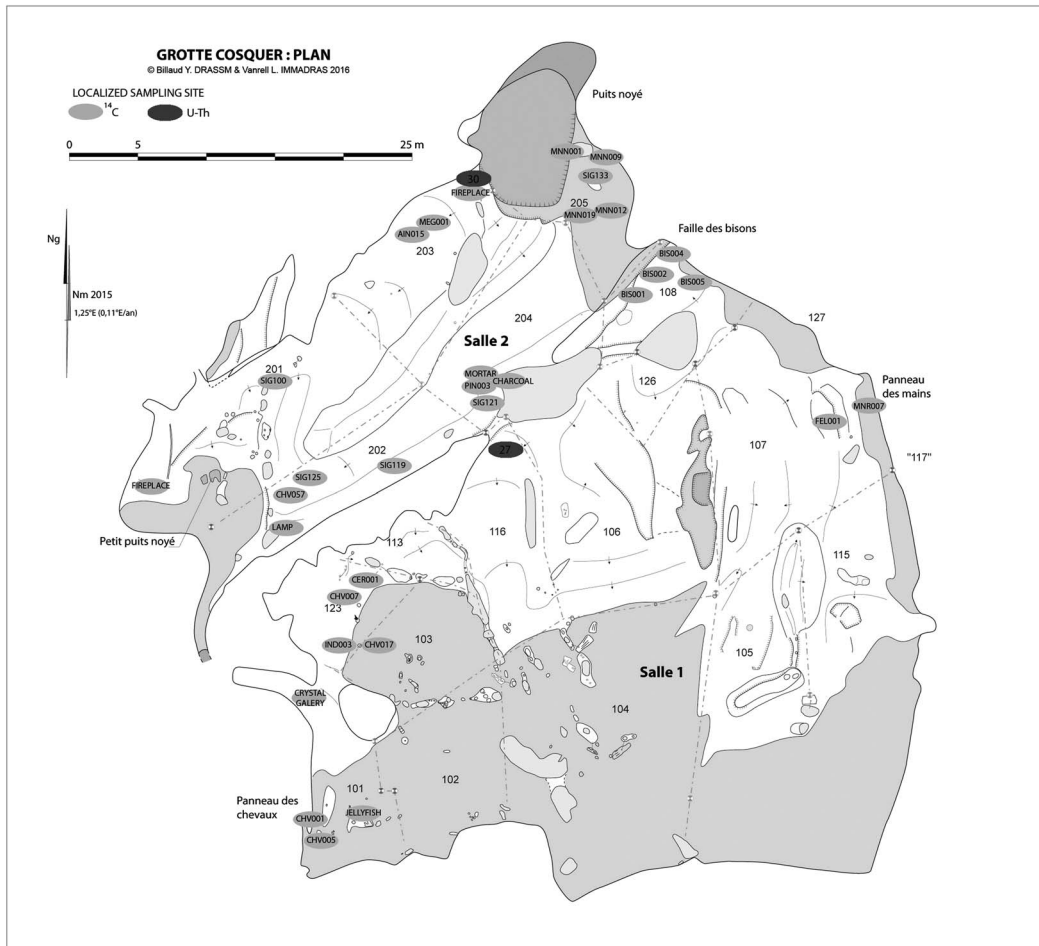 GROTTE COSQUER : PLAN
© Billaud Y. DRASSM & Vanrell L. IMMADRAS 2016
LOCALIZED SAMPLING SITE
14C
U-Th
0
5
25 m
Ng
Nm 2015
1,25°E (0,11°E/an)
Puits noyé
MNN001
MNN009
SIG133
30
FIREPLACE
205
MNN019
MNN012
MEG001
AIN015
203
Faille des bisons
BIS004
BIS002
BIS005
BIS001
108
204
127
Salle 2
201
SIG100
MORTAR
PIN003
CHARCOAL
SIG121
126
Panneau
des mains
MNR007
FEL001
107
"117"
27
202
SIG119
SIG125
FIREPLACE
CHV057
LAMP
Petit puits noyé
113
116
106
115
CER001
CHV007
123
IND003
CHV017
103
105
Salle 1
CRYSTAL
GALERY
104
102
101
Panneau des
chevaux
JELLYFISH
CHV001
CHV005